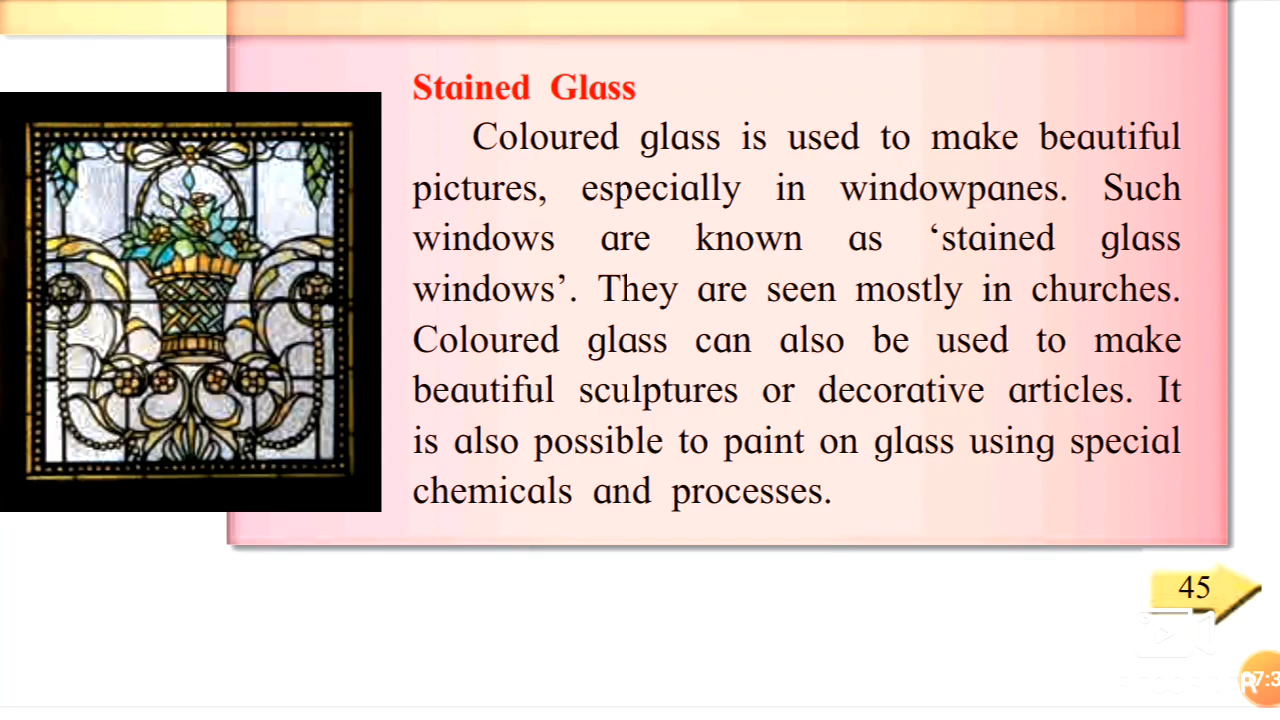 Stained Glass
Coloured glass is used to make beautiful
pictures, especially in windowpanes. Such
windows are known as ‘stained glass
windows’. They are seen mostly in churches.
Coloured glass can also be used to make
beautiful sculptures or decorative articles. It
is also possible to paint on glass using special
chemicals and processes.
45